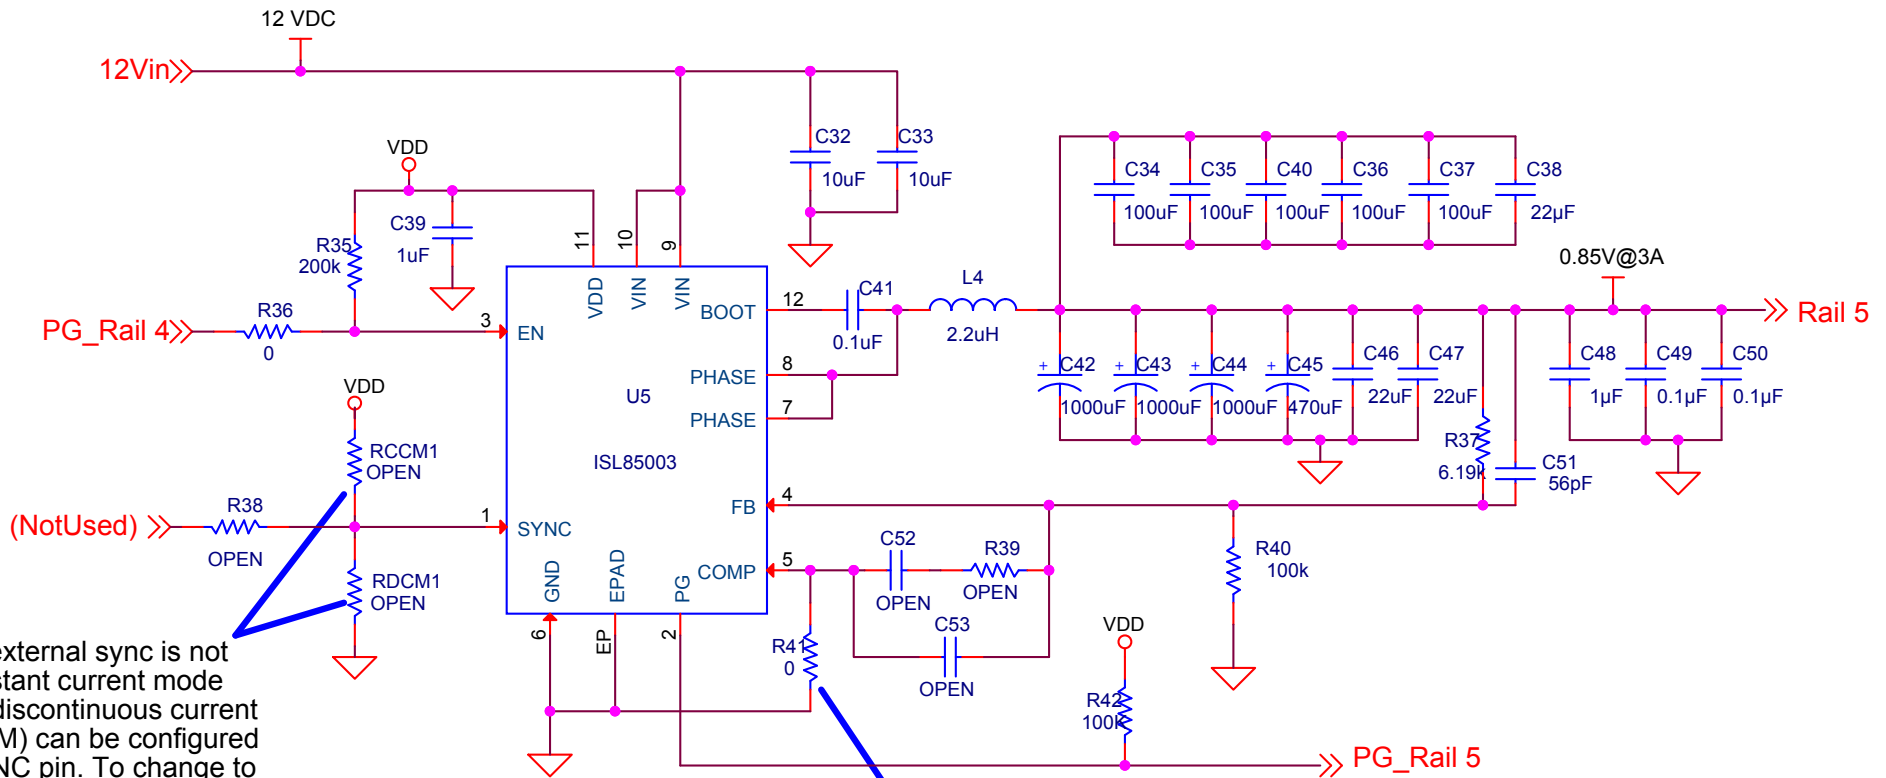 12 VDC
12Vin
VDD
C32
10uF
C33
10uF
C34
100uF
C35
100uF
C40
100uF
C36
100uF
C37
100uF
C38
22µF
R35
200k
C39
1uF
11
10
9
VDD
VIN
VIN
0.85V@3A
R36
0
PG_Rail 4
3
EN
BOOT
12
C41
0.1uF
L4
2.2uH
Rail 5
PHASE
8
PHASE
7
U5
ISL85003
+
C42
1000uF
+
C43
1000uF
+
C44
1000uF
+
C45
470uF
C46
22uF
C47
22uF
C48
1µF
C49
0.1µF
C50
0.1µF
R37
6.19k
C51
56pF
VDD
RCCM1
OPEN
(NotUsed)
R38
OPEN
1
SYNC
RDCM1
OPEN
FB
4
COMP
5
C52
OPEN
R39
OPEN
C53
OPEN
R40
100k
GND
EPAD
PG
6
EP
2
R41
0
VDD
R42
100K
PG_Rail 5
external sync is not
stant current mode
discontinuous current
M) can be configured
NC pin. To change to